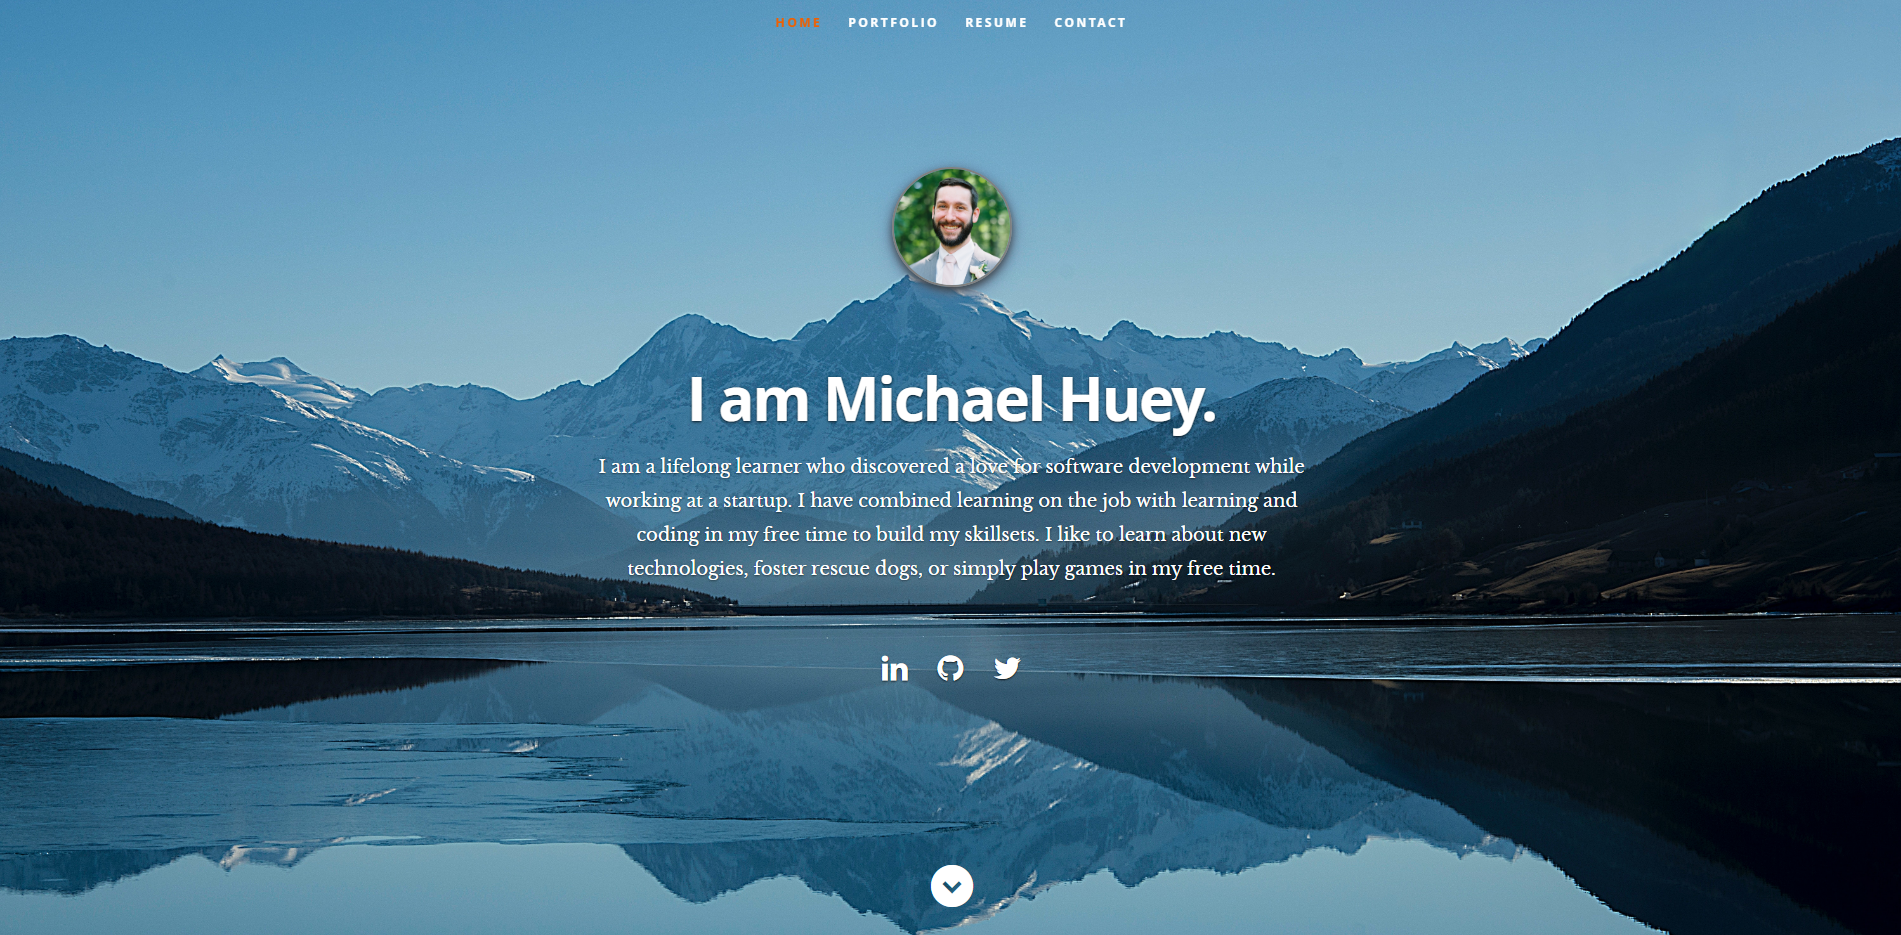 HOME PORTFOLIO RESUME CONTACT
I am Michael Huey.
I am a lifelong learner who discovered a love for software development while
working at a startup. I have combined learning on the job with learning and
coding in my free time to build my skillsets. I like to learn about new
technologies, foster rescue dogs, or simply play games in my free time.
in